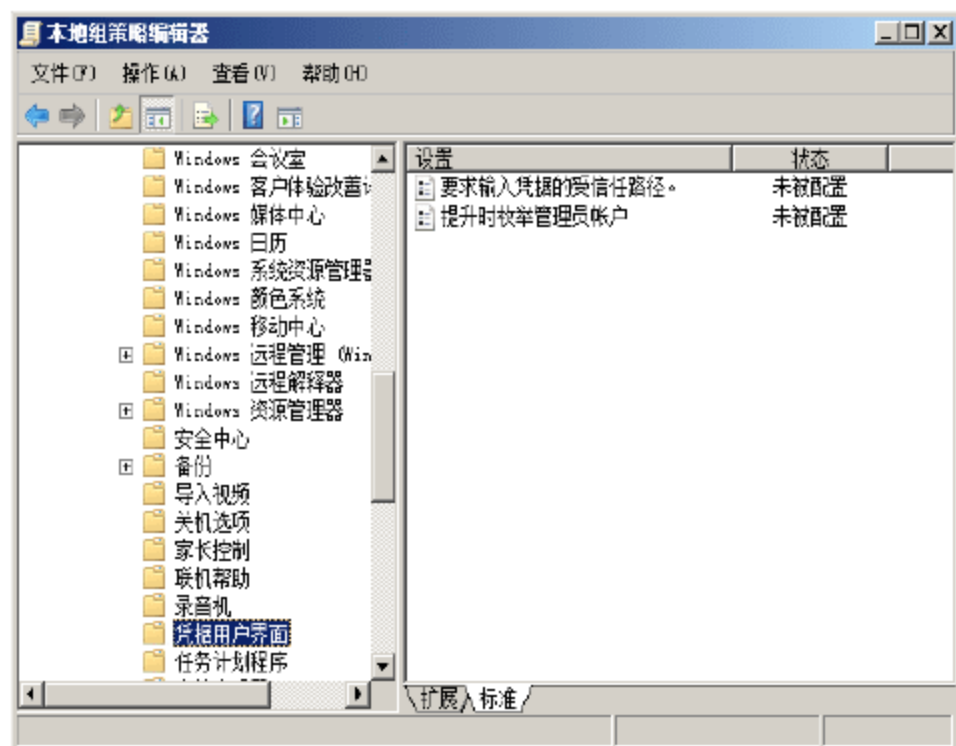 本地组策略编辑器
文件(F) 操作(A) 查看(V) 帮助(H)
Windows 会议室
Windows 客户体验改善
Windows 媒体中心
Windows 日历
Windows 系统资源管理器
Windows 颜色系统
Windows 移动中心
Windows 远程管理 (Win
Windows 远程解释器
Windows 资源管理器
安全中心
备份
导入视频
关机选项
家长控制
联机帮助
录音机
凭据用户界面
任务计划程序
设置 状态
要求输入凭据的受信任路径。 未被配置
提升时枚举管理员帐户 未被配置
扩展 标准